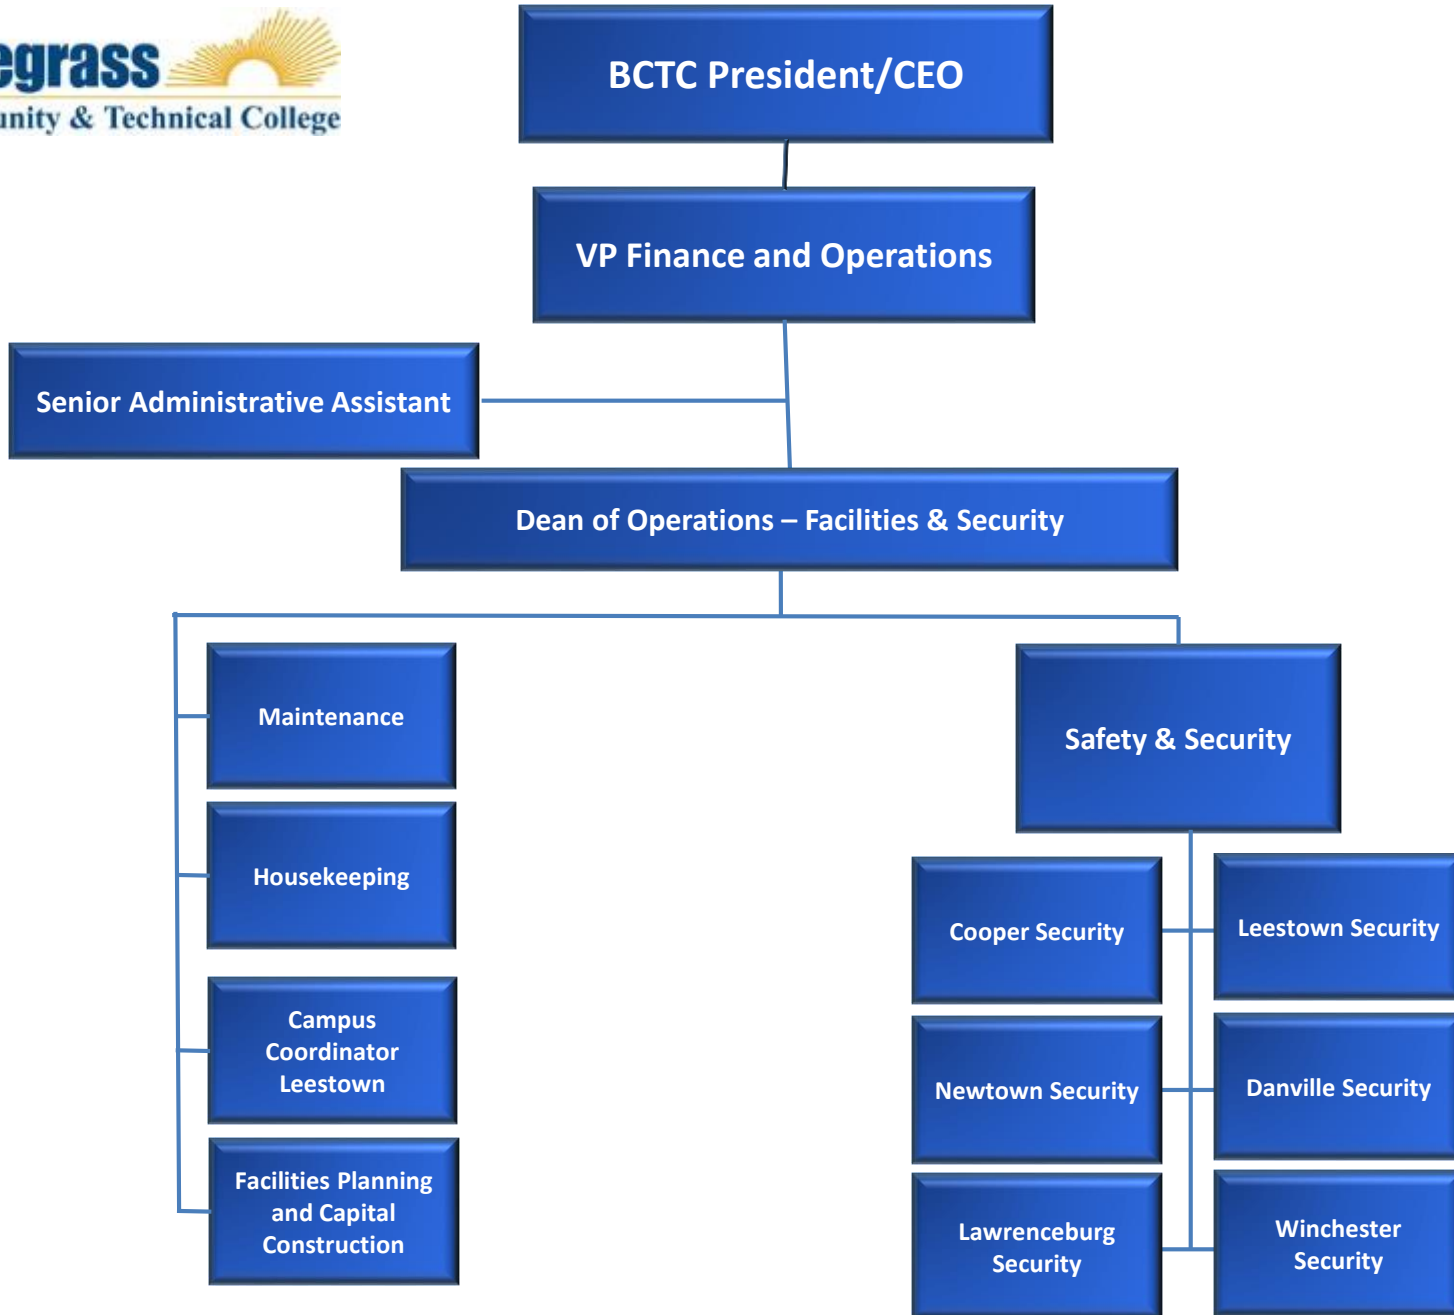 egrass
unity & Technical College
BCTC President/CEO
VP Finance and Operations
Senior Administrative Assistant
Dean of Operations – Facilities & Security
Maintenance
Housekeeping
Campus
Coordinator
Leestown
Facilities Planning
and Capital
Construction
Safety & Security
Cooper Security
Leestown Security
Newtown Security
Danville Security
Lawrenceburg
Security
Winchester
Security